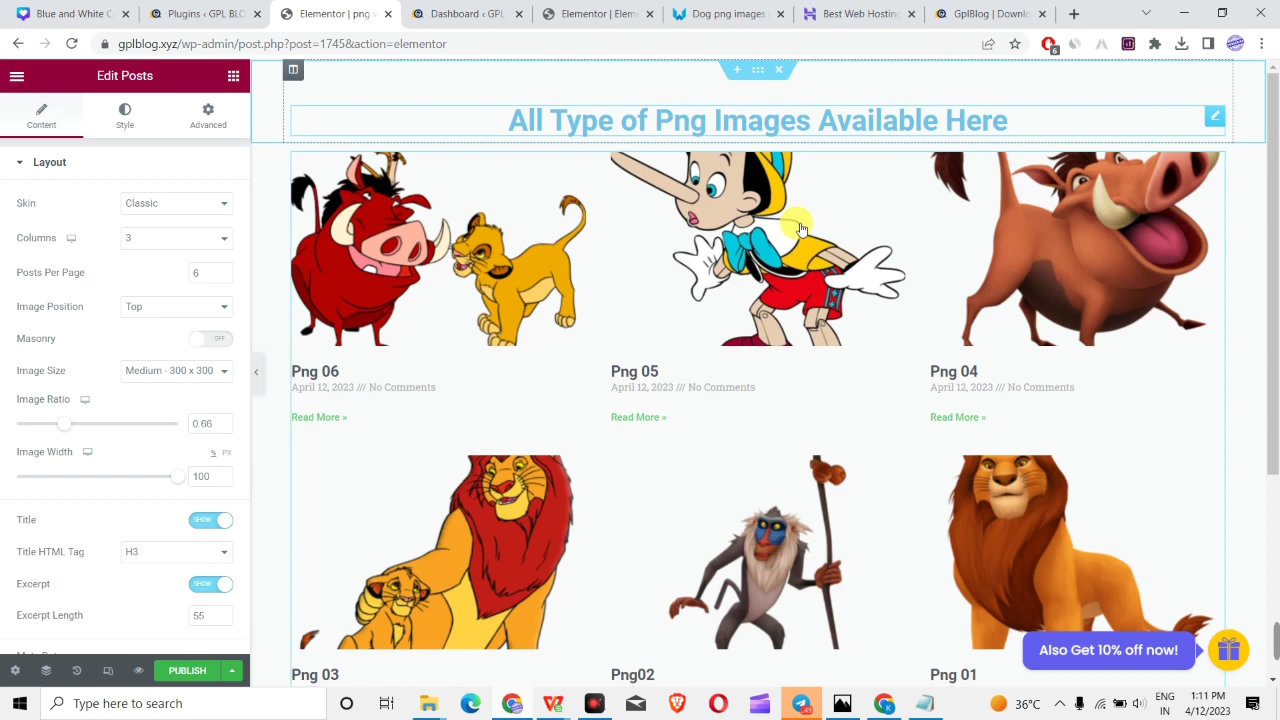 Plugins - GPL BLO
1 png
Dashboard ‹ GPL
Elementor | Elem
Dog png images
Best Web Hosting
GplBlog | Downlo
gplblog.xyz/wp-admin/post.php?post=1745&action=elementor
6
Edit Posts
Content
Style
Advanced
Layout
Skin
Classic
Columns
3
Posts Per Page
6
Image Position
Top
Masonry
OFF
Image Size
Medium - 300 x 300
Image Ratio
0.66
Image Width
% PX
100
Title
SHOW
Title HTML Tag
H3
Excerpt
SHOW
Excerpt Length
55
PUBLISH
All Type of Png Images Available Here
Png 06
April 12, 2023 /// No Comments
Read More »
Png 05
April 12, 2023 /// No Comments
Read More »
Png 04
April 12, 2023 /// No Comments
Read More »
Png 03
Png02
Png 01
Also Get 10% off now!
Type here to search
36°C
ENG
IN
1:11 PM
4/12/2023